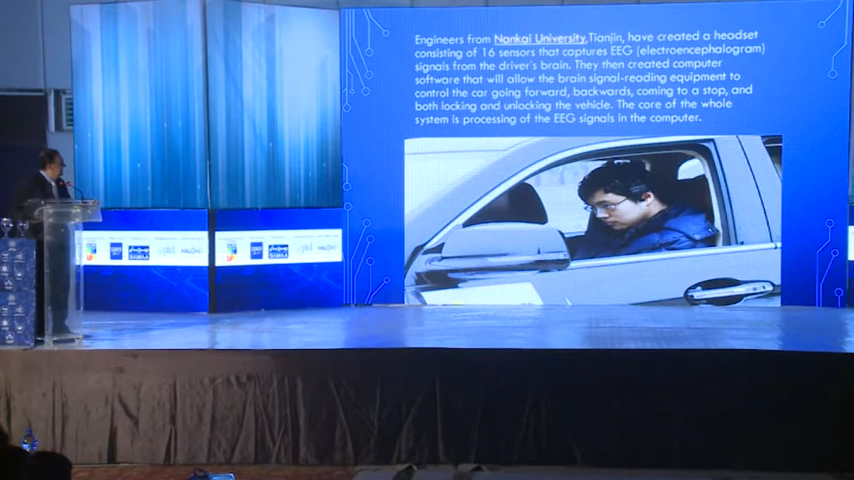 Engineers from Nankai University,Tianjin, have created a headset
consisting of 16 sensors that captures EEG (electroencephalogram)
signals from the driver's brain. They then created computer
software that will allow the brain signal-reading equipment to
control the car going forward, backwards, coming to a stop, and
both locking and unlocking the vehicle. The core of the whole
system is processing of the EEG signals in the computer.